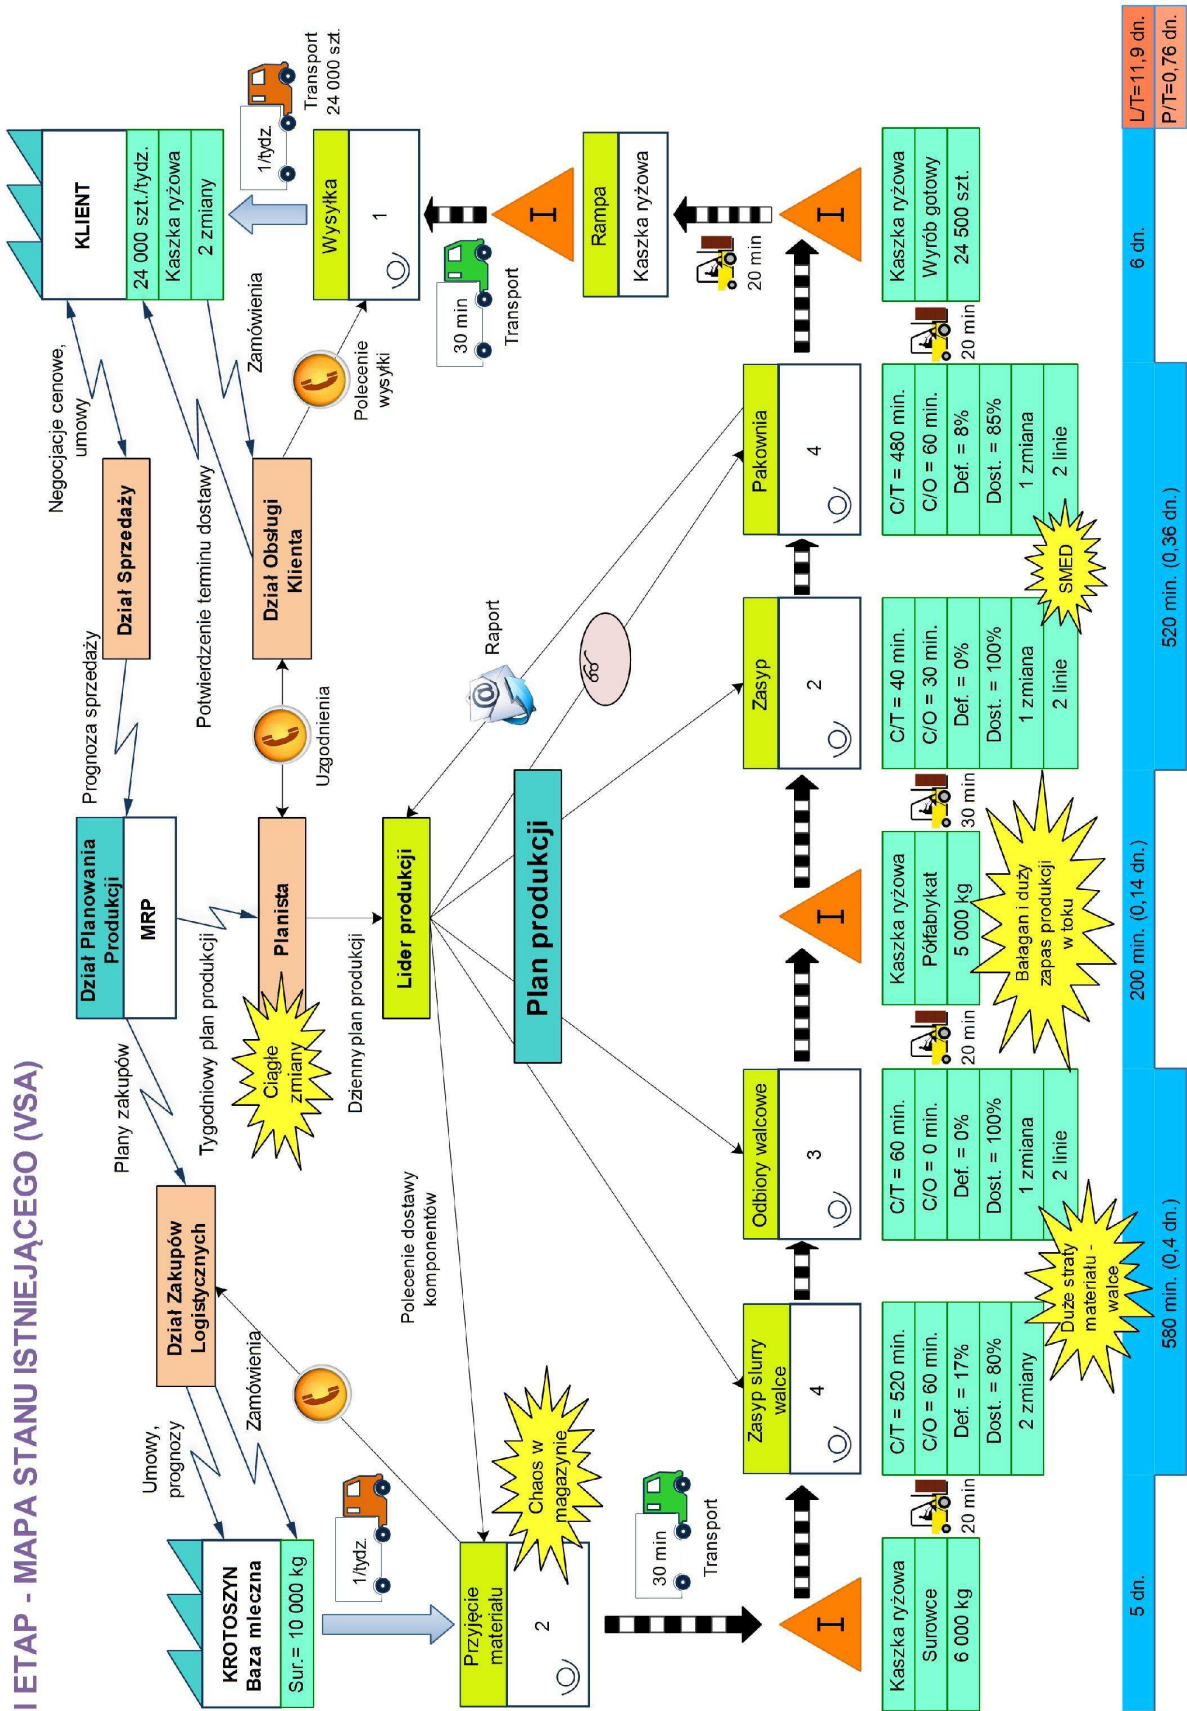 I ETAP - MAPA STANU ISTNIEJĄCEGO (VSA)
KROTOSZYN
Baza mleczna
Sur.= 10 000 kg
Umowy,
prognozy
Zamówienia
Dział Zakupów
Logistycznych
Plany zakupów
Dział Planowania
Produkcji
MRP
Prognoza sprzedaży
Dział Sprzedaży
Negocjacje cenowe,
umowy
KLIENT
24 000 szt./tydz.
Kaszka ryżowa
2 zmiany
Tygodniowy plan produkcji
Ciągłe
zmiany
Planista
Uzgodnienia
Potwierdzenie terminu dostawy
Dział Obsługi
Klienta
Zamówienia
1/tydz.
Transport
24 000 szt.
Polecenie
wysyłki
Wysyłka
1
1/tydz.
Polecenie dostawy
komponentów
Dzienny plan produkcji
Lider produkcji
Raport
30 min
Transport
Przyjęcie
materiału
2
Chaos w
magazynie
Plan produkcji
Rampa
Kaszka ryżowa
30 min
Transport
20 min
I
I
Zasyp slurry
walce
4
Odbiory walcowe
3
I
Zasyp
2
Pakownia
4
I
Kaszka ryżowa
Surowce
6 000 kg
20 min
C/T = 520 min.
C/O = 60 min.
Def. = 17%
Dost. = 80%
2 zmiany
Duże straty
materiału -
walce
C/T = 60 min.
C/O = 0 min.
Def. = 0%
Dost. = 100%
1 zmiana
2 linie
20 min
Kaszka ryżowa
Półfabrykat
5 000 kg
Bałagan i duży
zapas produkcji
w toku
30 min
C/T = 40 min.
C/O = 30 min.
Def. = 0%
Dost. = 100%
1 zmiana
2 linie
SMED
C/T = 480 min.
C/O = 60 min.
Def. = 8%
Dost. = 85%
1 zmiana
2 linie
20 min
Kaszka ryżowa
Wyrób gotowy
24 500 szt.
5 dn.
580 min. (0,4 dn.)
200 min. (0,14 dn.)
520 min. (0,36 dn.)
6 dn.
L/T=11,9 dn.
P/T=0,76 dn.